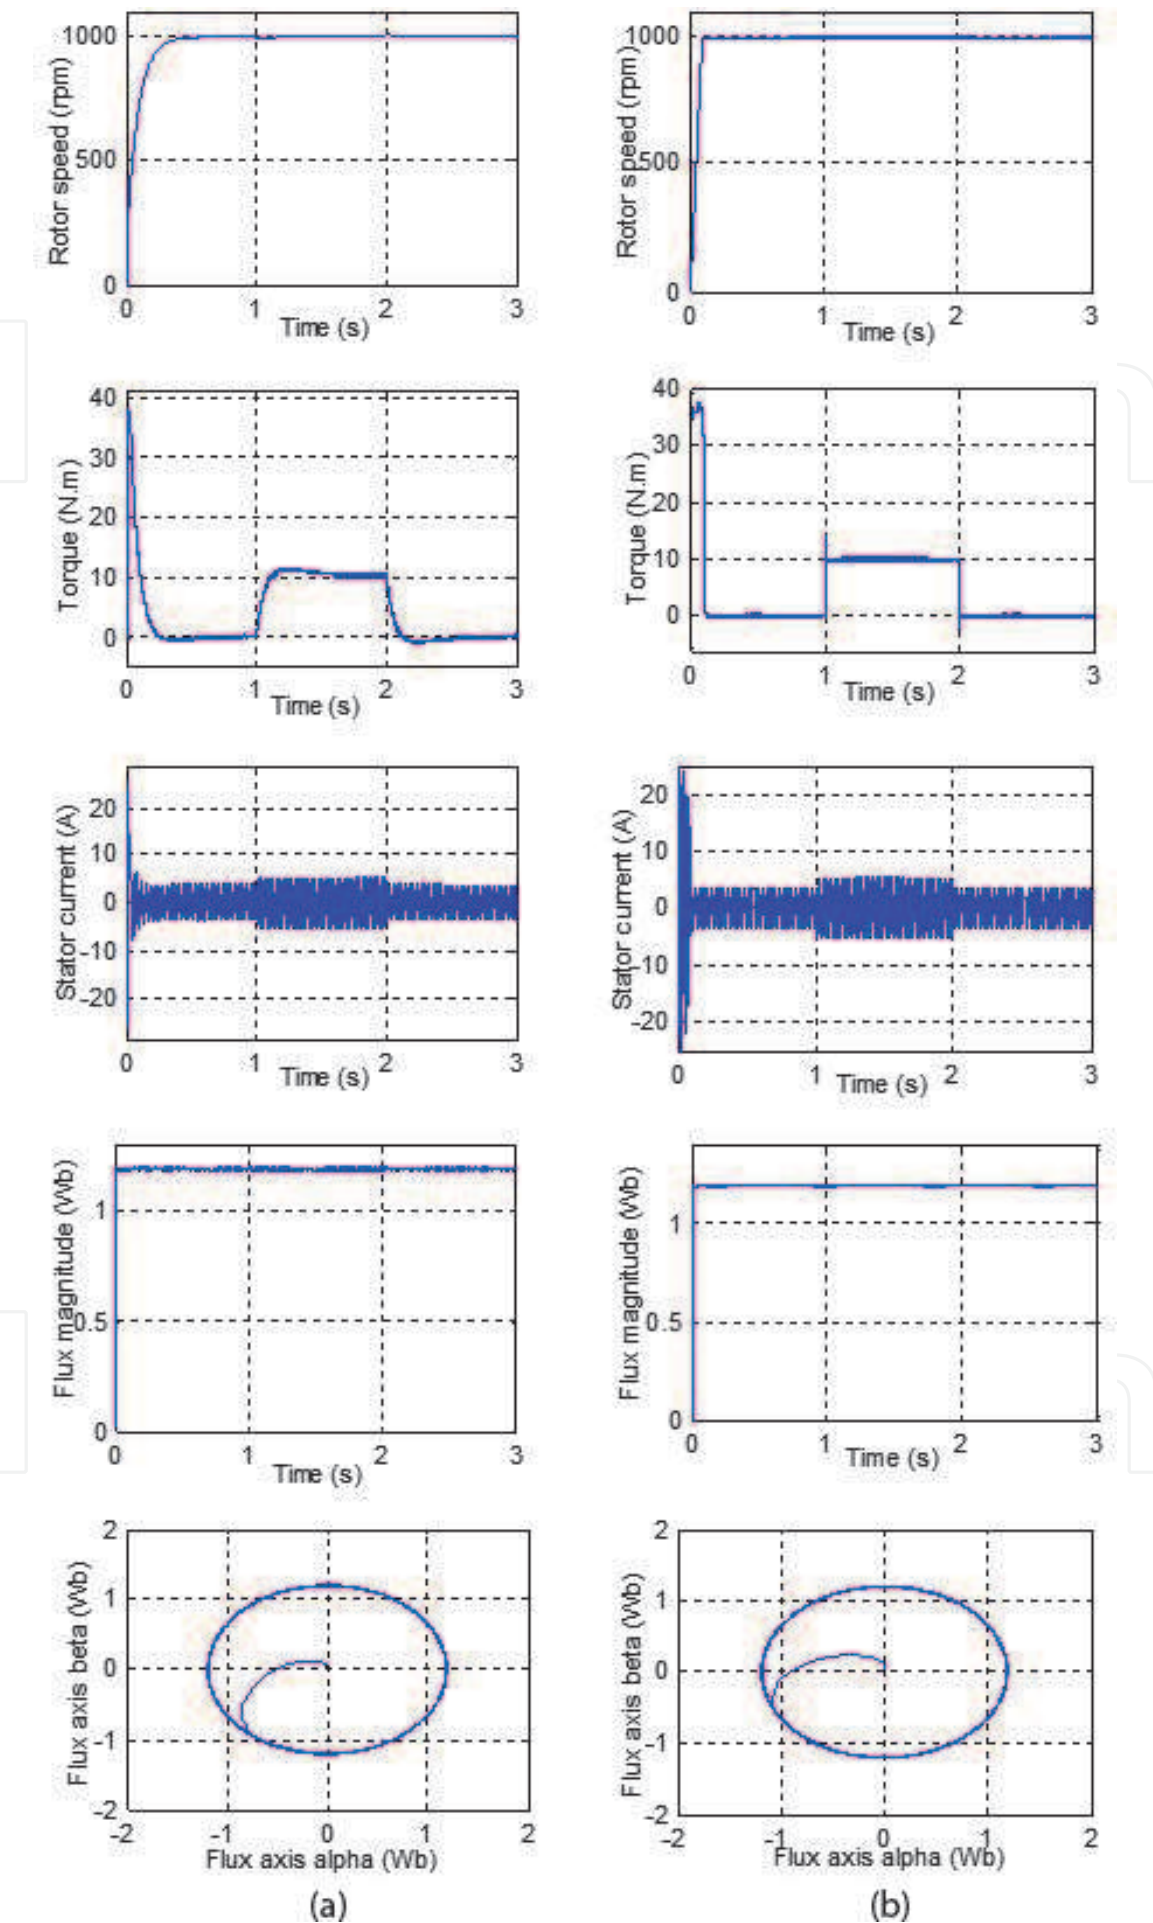 Rotor speed (rpm)
1000
500
0
0 1 2 3
Time (s)
Rotor speed (rpm)
1000
500
0
0 1 2 3
Time (s)
Torque (N.m)
40
30
20
10
0
0 1 2 3
Time (s)
Torque (N.m)
40
30
20
10
0
0 1 2 3
Time (s)
Stator current (A)
20
10
0
-10
-20
0 1 2 3
Time (s)
Stator current (A)
20
10
0
-10
-20
0 1 2 3
Time (s)
Flux magnitude (Wb)
1
0.5
0
0 1 2 3
Time (s)
Flux magnitude (Wb)
1
0.5
0
0 1 2 3
Time (s)
Flux axis beta (Wb)
2
1
0
-1
-2
-2 -1 0 1 2
Flux axis alpha (Wb)
(a)
Flux axis beta (Wb)
2
1
0
-1
-2
-2 -1 0 1 2
Flux axis alpha (Wb)
(b)